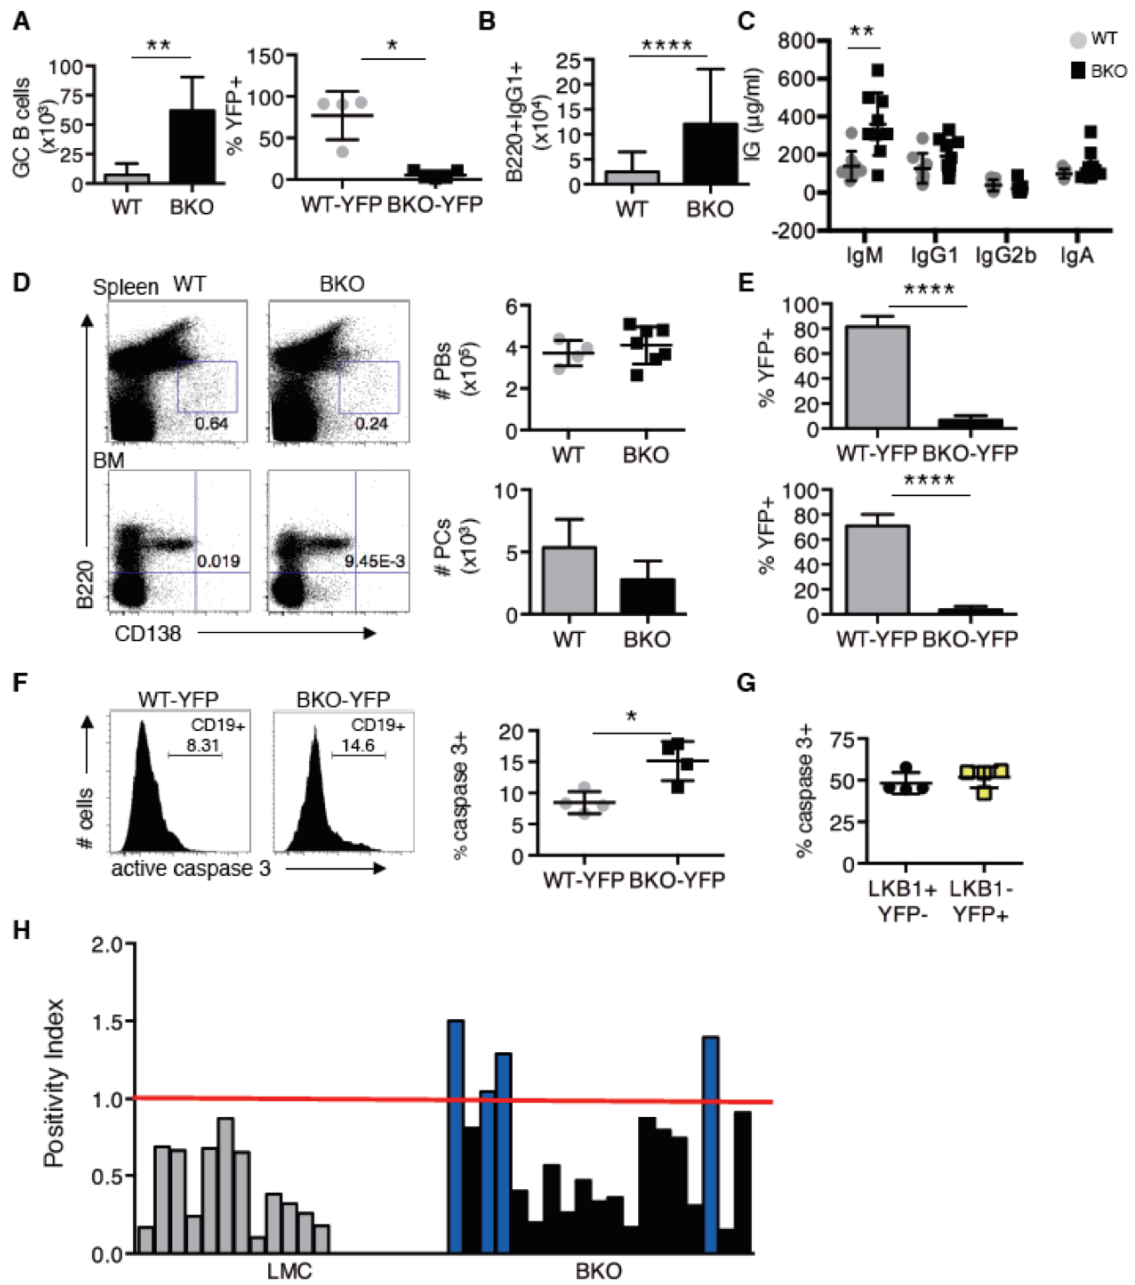 A
**
GC B cells
(x10³)
100
75
50
25
0
WT
BKO
*
% YFP+
150
100
50
0
WT-YFP
BKO-YFP
B
****
B220+IgG1+
(x10⁴)
25
20
15
10
5
0
WT
BKO
C
**
WT
BKO
IG (µg/ml)
800
600
400
200
0
-200
IgM
IgG1
IgG2b
IgA
D
Spleen
WT
BKO
0.64
0.24
BM
0.019
9.45E-3
B220
CD138
# PBs
(x10⁵)
6
4
2
0
WT
BKO
# PCs
(x10³)
10
5
0
WT
BKO
E
****
% YFP+
100
80
60
40
20
0
WT-YFP
BKO-YFP
****
% YFP+
100
80
60
40
20
0
WT-YFP
BKO-YFP
F
WT-YFP
BKO-YFP
CD19+
8.31
CD19+
14.6
# cells
active caspase 3
*
% caspase 3+
20
15
10
5
0
WT-YFP
BKO-YFP
G
% caspase 3+
75
50
25
0
LKB1+
YFP-
LKB1-
YFP+
H
Positivity Index
2.0
1.5
1.0
0.5
0.0
LMC
BKO